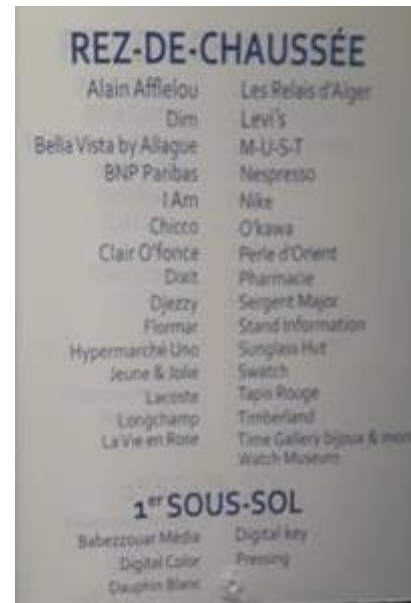 REZ-DE-CHAUSSÉE
Alain Afflelou
Dim
Bella Vista by Allague
BNP Paribas
I Am
Chicco
Clair O'fonce
Dixit
Djezzy
Flormar
Hypermarché Uno
Jeune & Jolie
Lacoste
Longchamp
La Vie en Rose
Les Relais d'Alger
Levi's
M-U-S-T
Nespresso
Nike
O'kawa
Perle d'Orient
Pharmacie
Sergent Major
Stand Information
Sunglass Hut
Swatch
Tapis Rouge
Timberland
Time Gallery bijoux &
Watch Museum
1er SOUS-SOL
Babezzouar Média
Digital Color
Dauphin Blanc
Digital key
Pressing